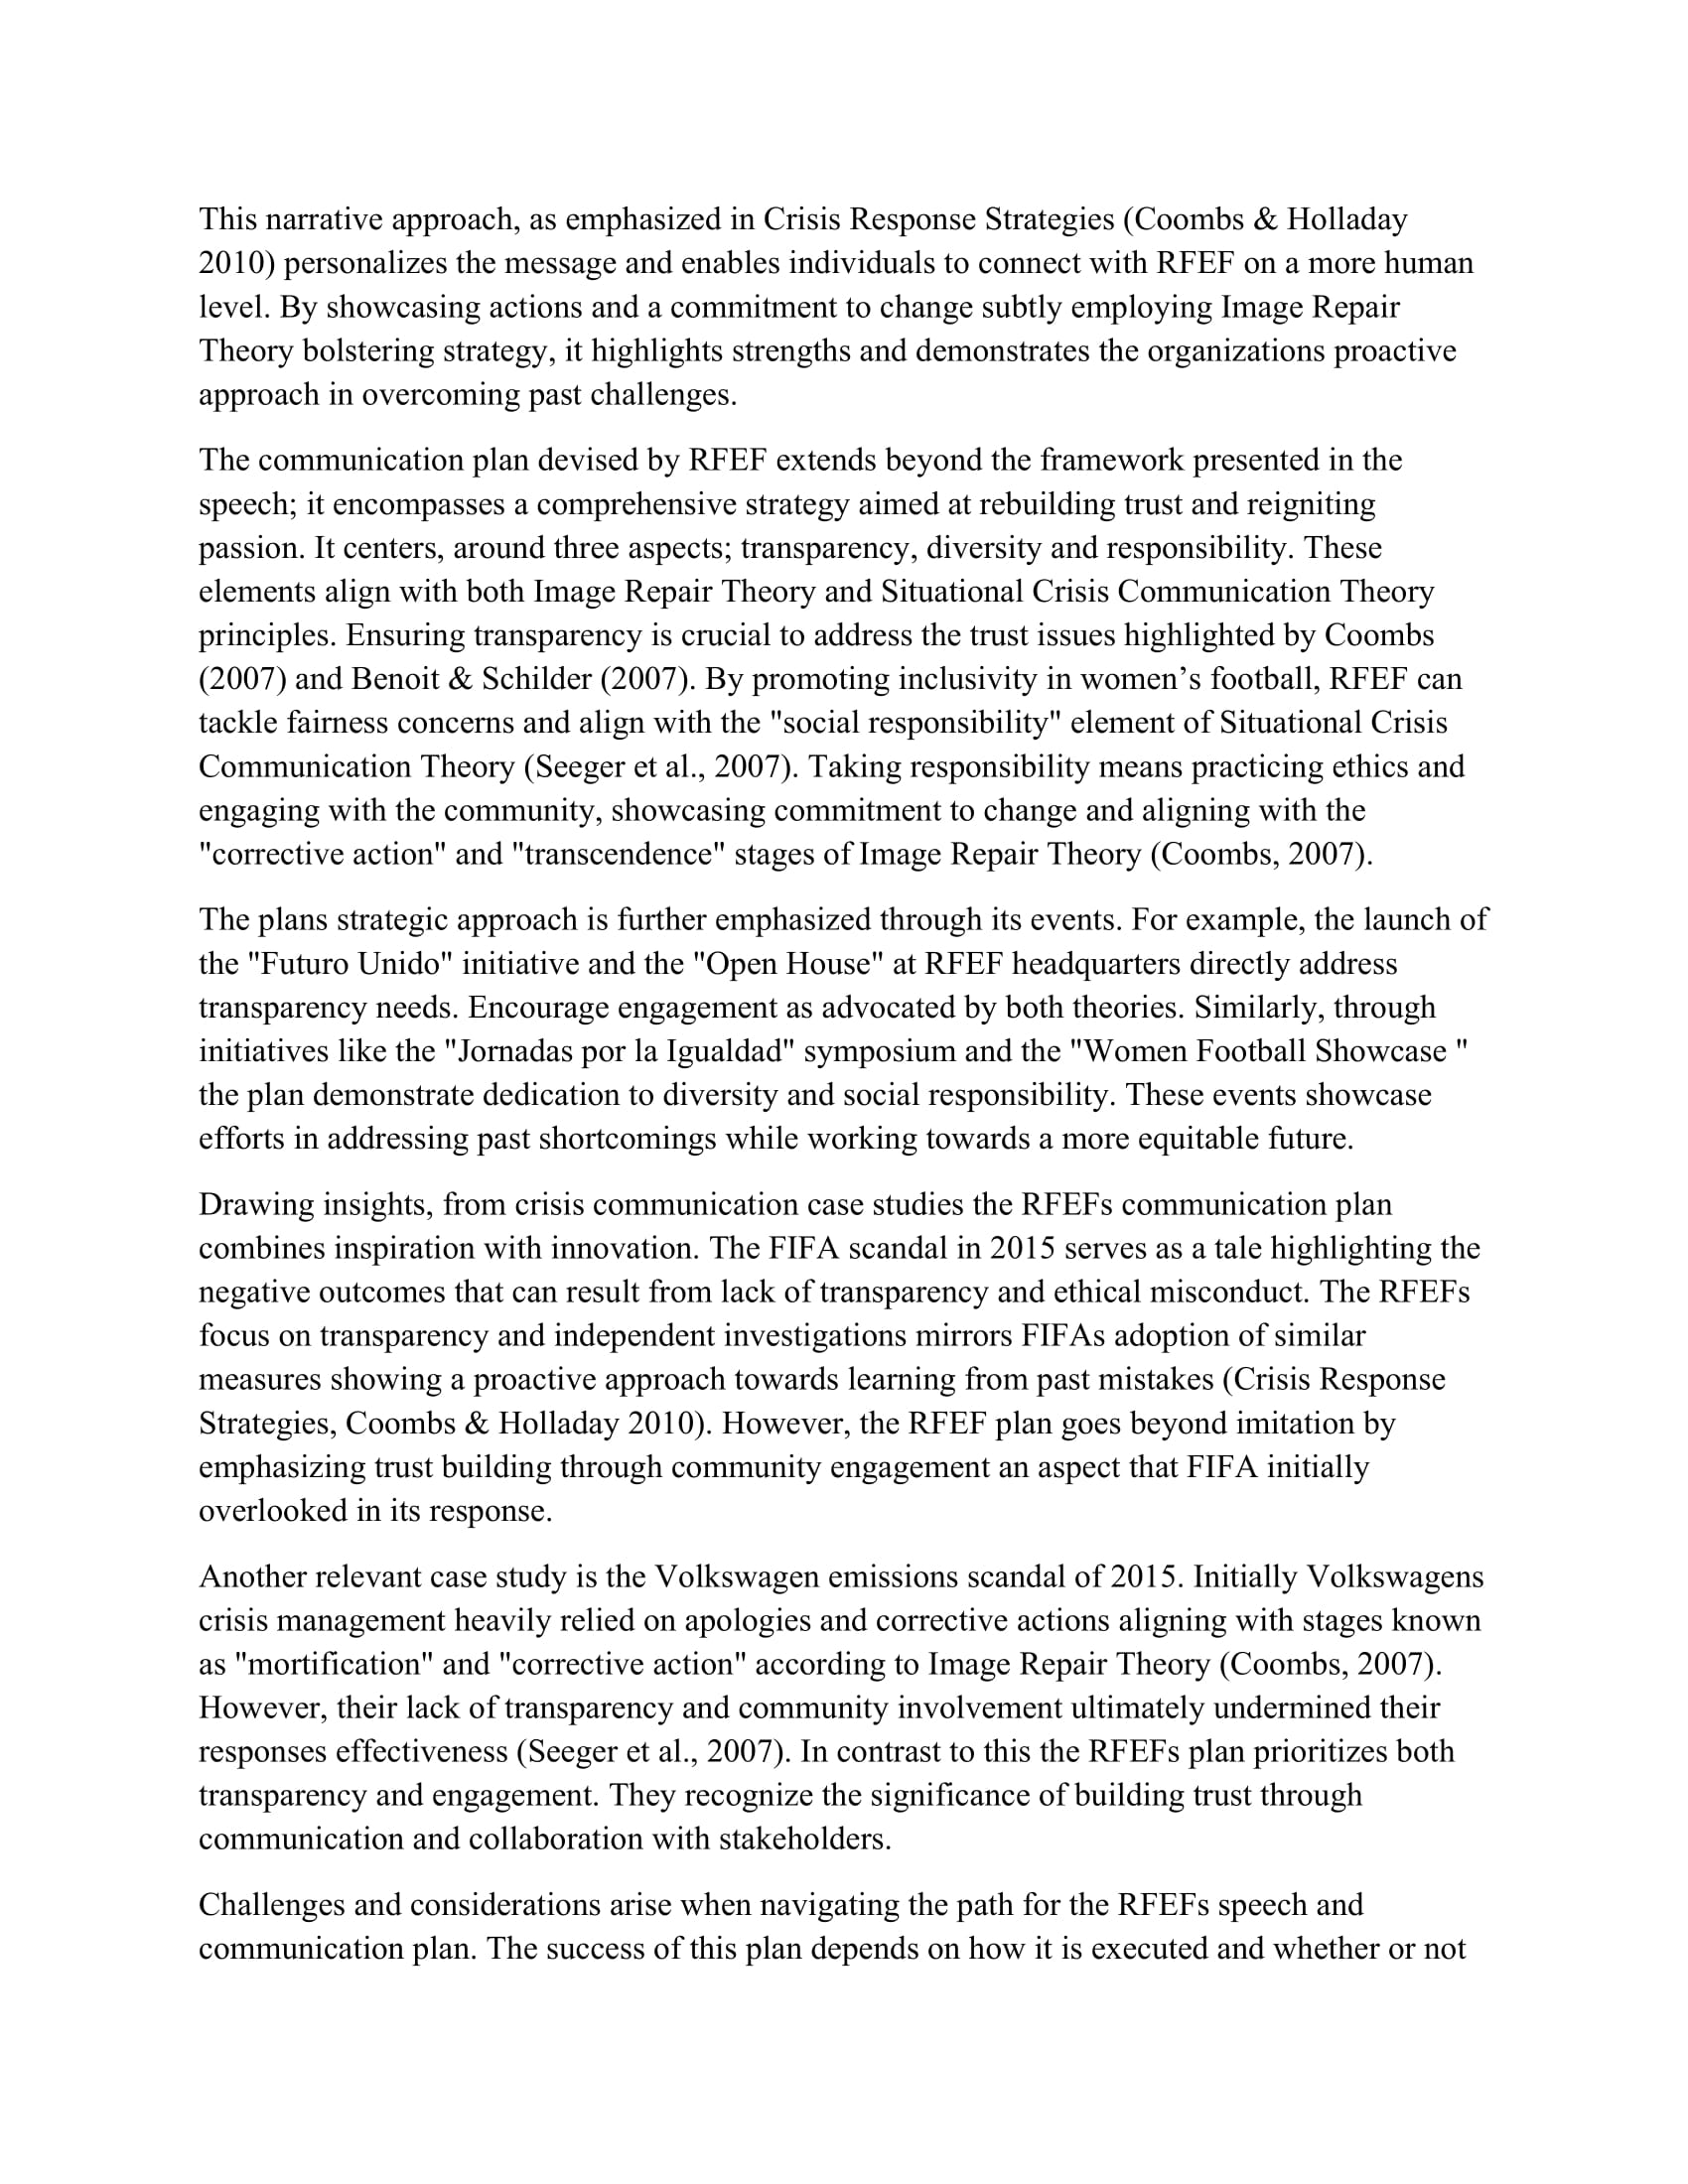 This narrative approach, as emphasized in Crisis Response Strategies (Coombs & Holladay
2010) personalizes the message and enables individuals to connect with RFEF on a more human
level. By showcasing actions and a commitment to change subtly employing Image Repair
Theory bolstering strategy, it highlights strengths and demonstrates the organizations proactive
approach in overcoming past challenges.
The communication plan devised by RFEF extends beyond the framework presented in the
speech; it encompasses a comprehensive strategy aimed at rebuilding trust and reigniting
passion. It centers, around three aspects; transparency, diversity and responsibility. These
elements align with both Image Repair Theory and Situational Crisis Communication Theory
principles. Ensuring transparency is crucial to address the trust issues highlighted by Coombs
(2007) and Benoit & Schilder (2007). By promoting inclusivity in women’s football, RFEF can
tackle fairness concerns and align with the "social responsibility" element of Situational Crisis
Communication Theory (Seeger et al., 2007). Taking responsibility means practicing ethics and
engaging with the community, showcasing commitment to change and aligning with the
"corrective action" and "transcendence" stages of Image Repair Theory (Coombs, 2007).
The plans strategic approach is further emphasized through its events. For example, the launch of
the "Futuro Unido" initiative and the "Open House" at RFEF headquarters directly address
transparency needs. Encourage engagement as advocated by both theories. Similarly, through
initiatives like the "Jornadas por la Igualdad" symposium and the "Women Football Showcase "
the plan demonstrate dedication to diversity and social responsibility. These events showcase
efforts in addressing past shortcomings while working towards a more equitable future.
Drawing insights, from crisis communication case studies the RFEFs communication plan
combines inspiration with innovation. The FIFA scandal in 2015 serves as a tale highlighting the
negative outcomes that can result from lack of transparency and ethical misconduct. The RFEFs
focus on transparency and independent investigations mirrors FIFAs adoption of similar
measures showing a proactive approach towards learning from past mistakes (Crisis Response
Strategies, Coombs & Holladay 2010). However, the RFEF plan goes beyond imitation by
emphasizing trust building through community engagement an aspect that FIFA initially
overlooked in its response.
Another relevant case study is the Volkswagen emissions scandal of 2015. Initially Volkswagens
crisis management heavily relied on apologies and corrective actions aligning with stages known
as "mortification" and "corrective action" according to Image Repair Theory (Coombs, 2007).
However, their lack of transparency and community involvement ultimately undermined their
responses effectiveness (Seeger et al., 2007). In contrast to this the RFEFs plan prioritizes both
transparency and engagement. They recognize the significance of building trust through
communication and collaboration with stakeholders.
Challenges and considerations arise when navigating the path for the RFEFs speech and
communication plan. The success of this plan depends on how it is executed and whether or not